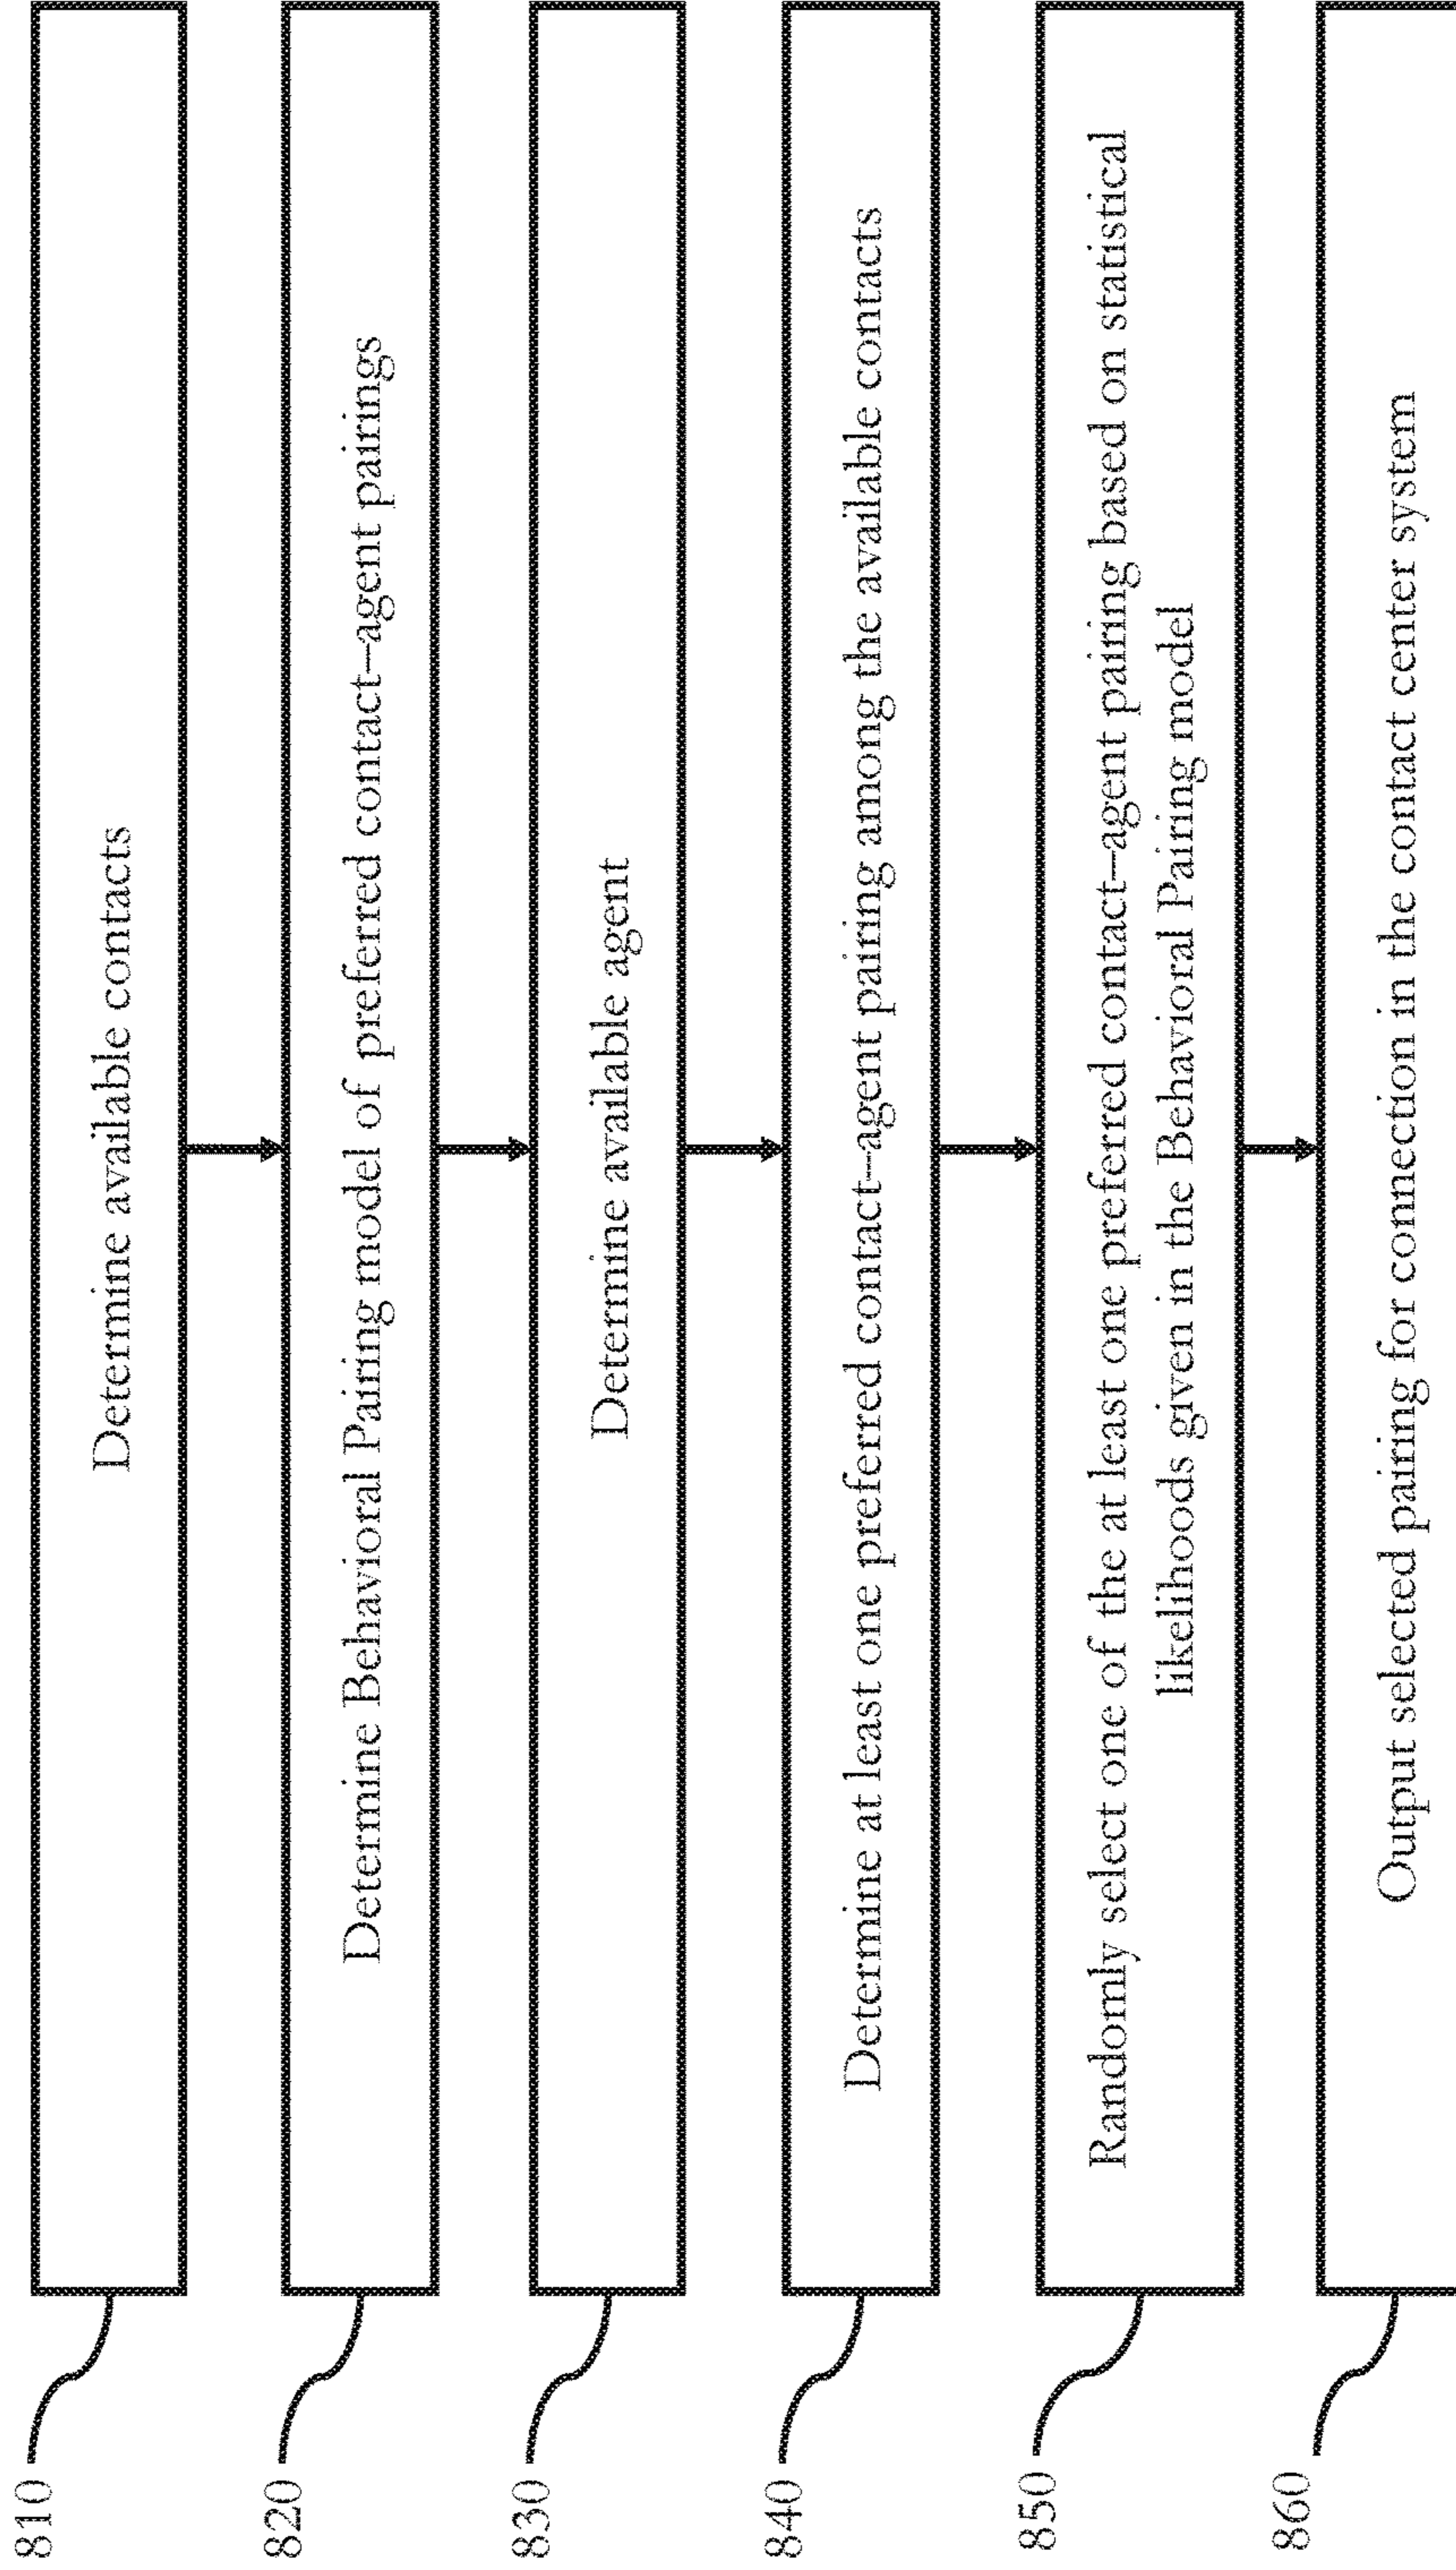 810
Determine available contacts
820
Determine Behavioral Pairing model of preferred contact–agent pairings
830
Determine available agent
840
Determine at least one preferred contact–agent pairing among the available contacts
850
Randomly select one of the at least one preferred contact–agent pairing based on statistical
likelihoods given in the Behavioral Pairing model
860
Output selected pairing for connection in the contact center system